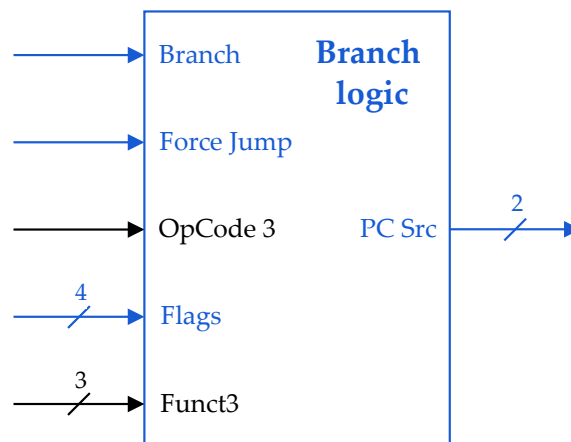 Branch
Branch
logic
Force Jump
OpCode 3
PC Src
2
4
Flags
3
Funct3